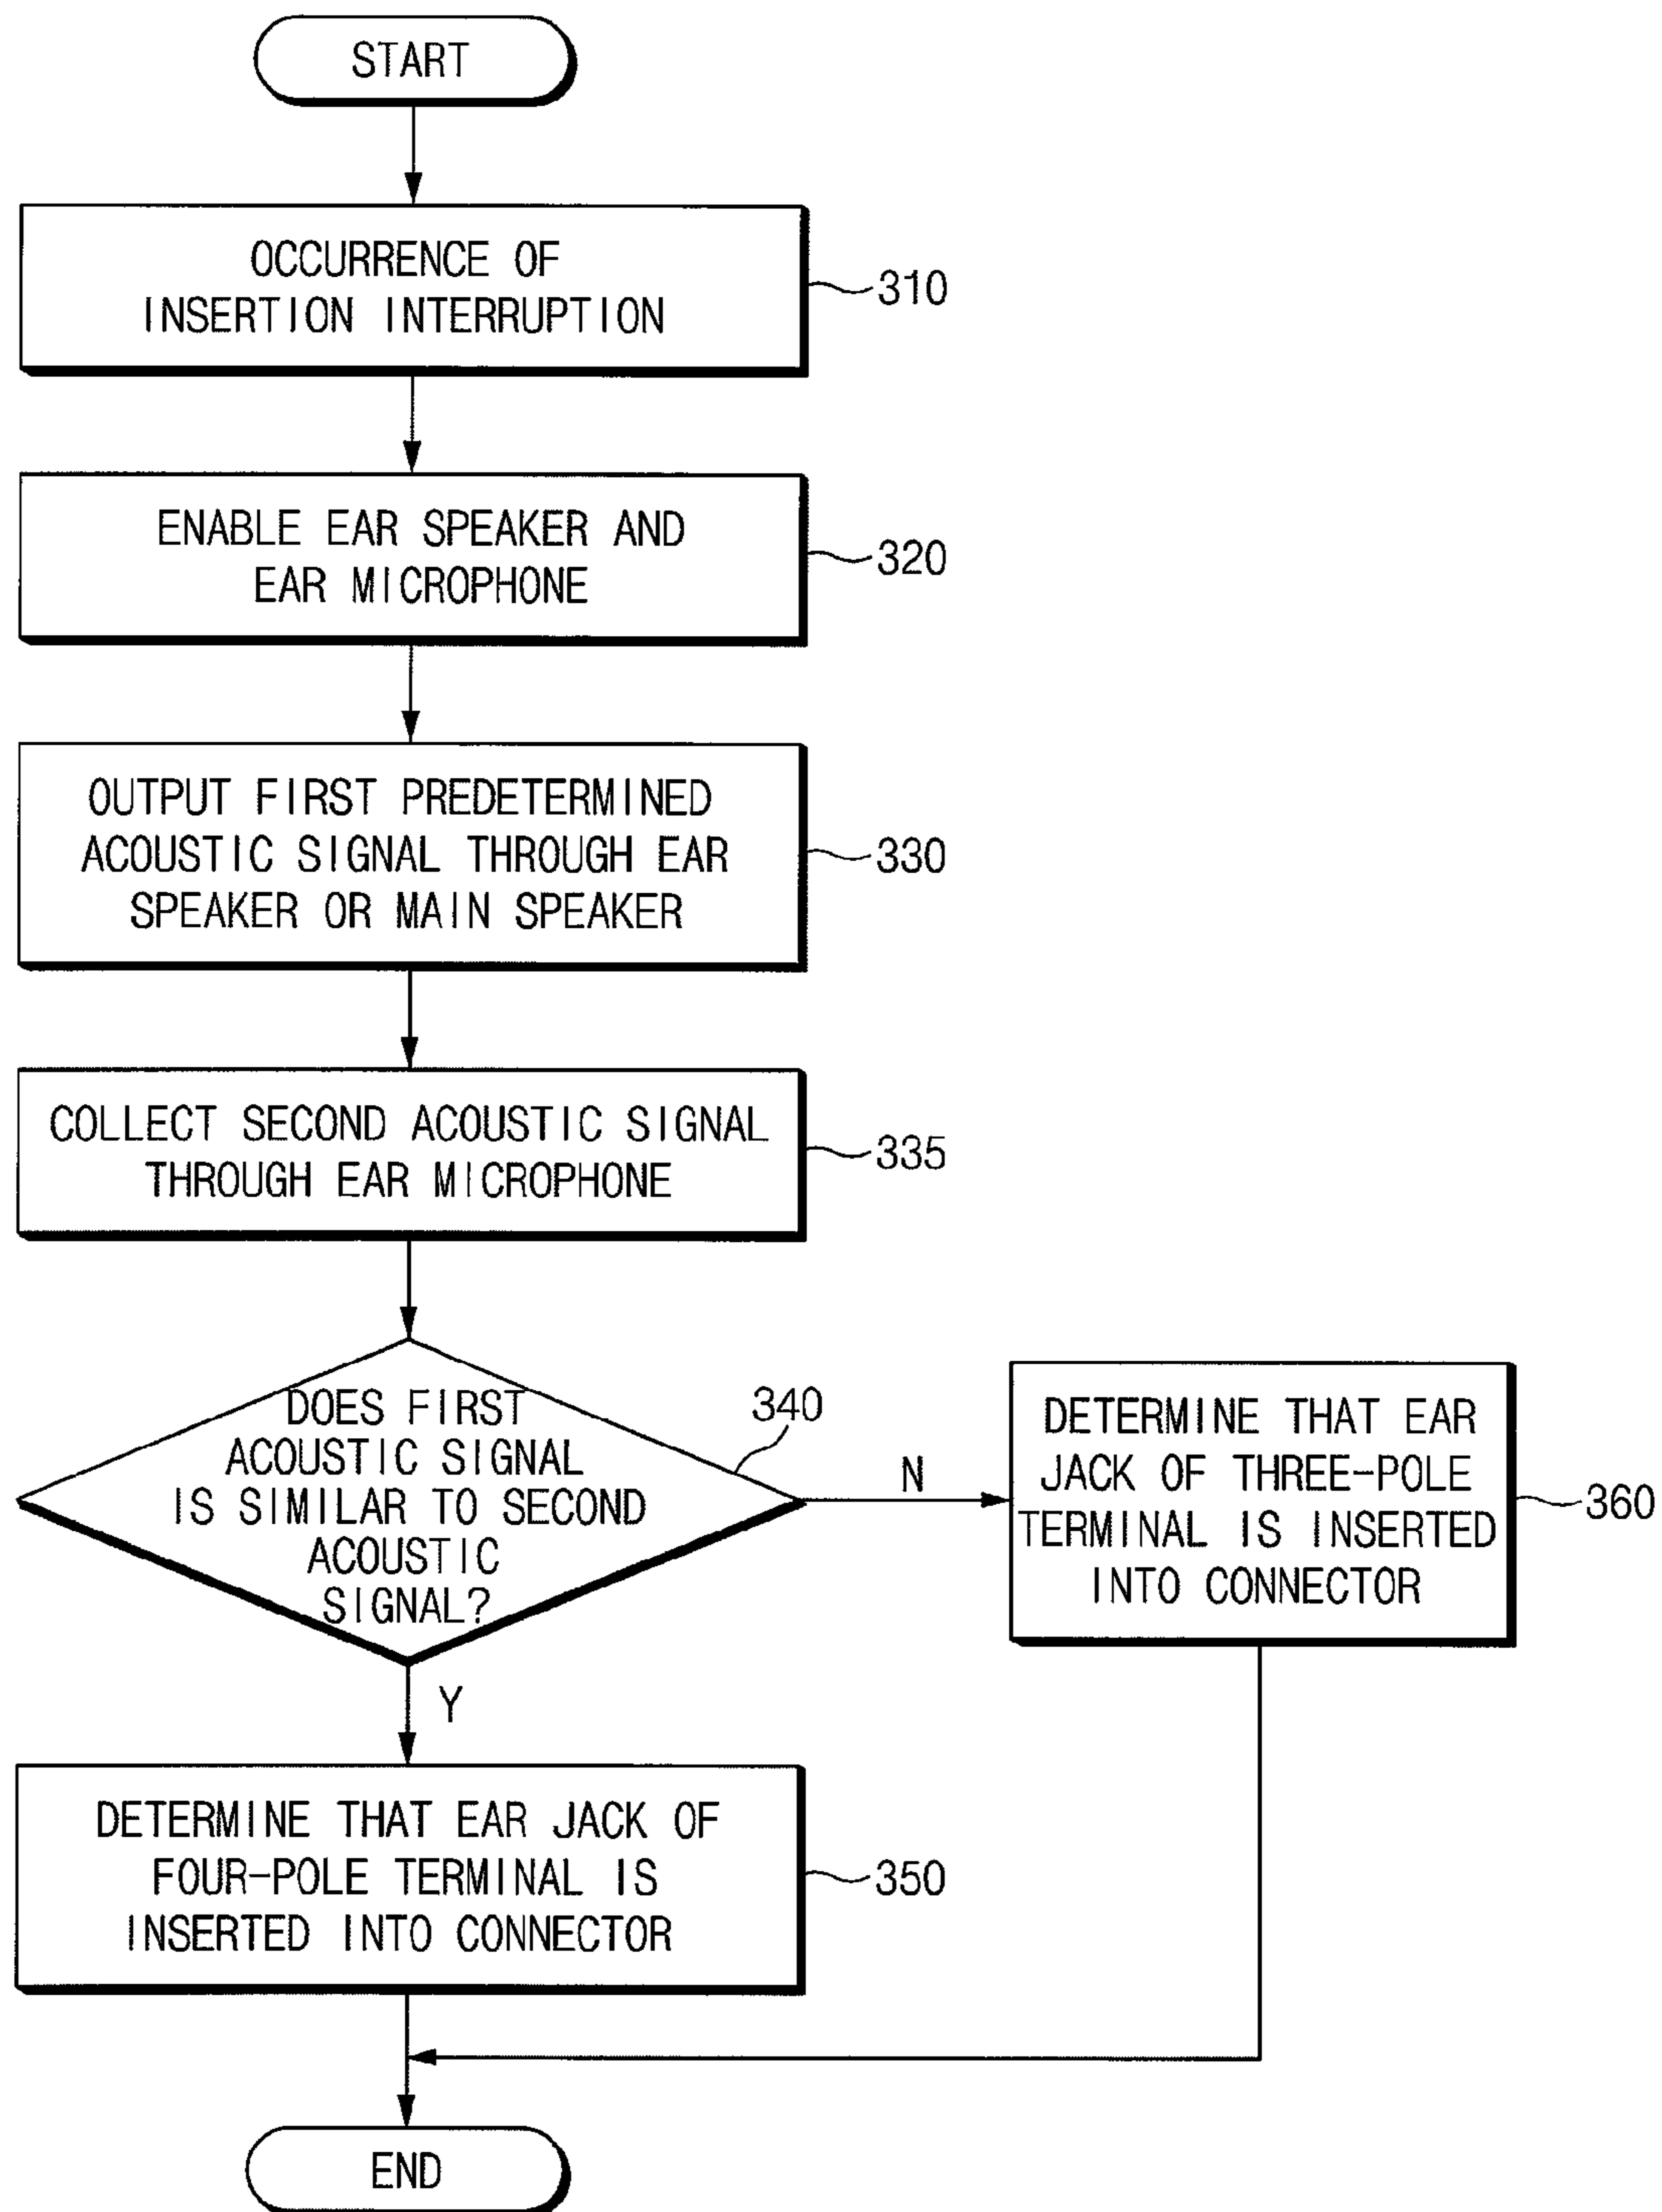 START
OCCURRENCE OF
INSERTION INTERRUPTION
310
ENABLE EAR SPEAKER AND
EAR MICROPHONE
320
OUTPUT FIRST PREDETERMINED
ACOUSTIC SIGNAL THROUGH EAR
SPEAKER OR MAIN SPEAKER
330
COLLECT SECOND ACOUSTIC SIGNAL
THROUGH EAR MICROPHONE
335
DOES FIRST
ACOUSTIC SIGNAL
IS SIMILAR TO SECOND
ACOUSTIC
SIGNAL?
340
N
DETERMINE THAT EAR
JACK OF THREE-POLE
TERMINAL IS INSERTED
INTO CONNECTOR
360
Y
DETERMINE THAT EAR JACK OF
FOUR-POLE TERMINAL IS
INSERTED INTO CONNECTOR
350
END